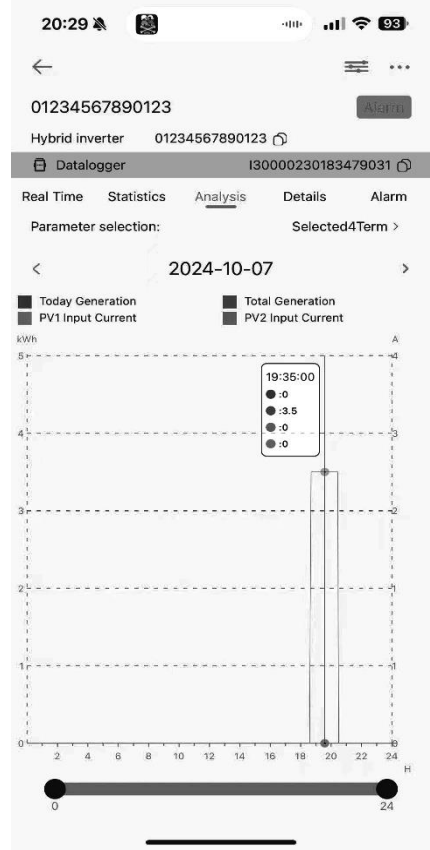 20:29 93
01234567890123 Alarm
Hybrid inverter 01234567890123
Datalogger I30000230183479031
Real Time Statistics Analysis Details Alarm
Parameter selection: Selected4Term >
< 2024-10-07 >
Today Generation Total Generation
PV1 Input Current PV2 Input Current
kWh A
5 4
19:35:00
:0
:3.5
:0
:0
4 3
3 2
2 1
1 1
0 0
2 4 6 8 10 12 14 16 18 20 22 24
H
0 24